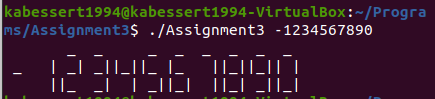 kabessert1994@kabessert1994-VirtualBox:~/Progra
ms/Assignment3$ ./Assignment3 -1234567890
    _  _     _  _  _  _  _  _
_  | _| _||_||_ |_   ||_||_|| |
   ||_  _|  | _||_|  ||_| _||_|